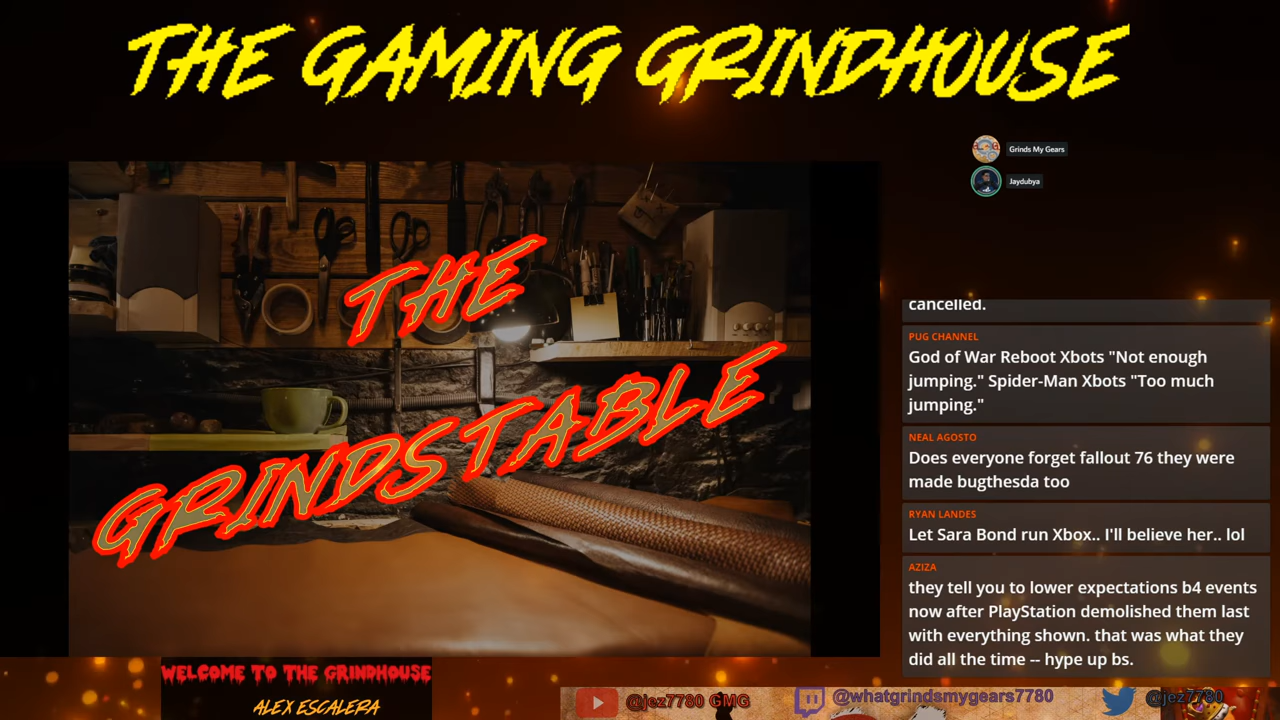 THE GAMING GRINDHOUSE
Grinds My Gears
Jaydubya
THE
GRINDSTABLE
cancelled.
PUG CHANNEL
God of War Reboot Xbots "Not enough
jumping." Spider-Man Xbots "Too much
jumping."
NEAL AGOSTO
Does everyone forget fallout 76 they were
made bugthesda too
RYAN LANDES
Let Sara Bond run Xbox.. I'll believe her.. lol
AZIZA
they tell you to lower expectations b4 events
now after PlayStation demolished them last
with everything shown. that was what they
did all the time -- hype up bs.
WELCOME TO THE GRINDHOUSE
ALEX ESCALERA
@jez7780 GMG
@whatgrindsmygears7780
@jez7780